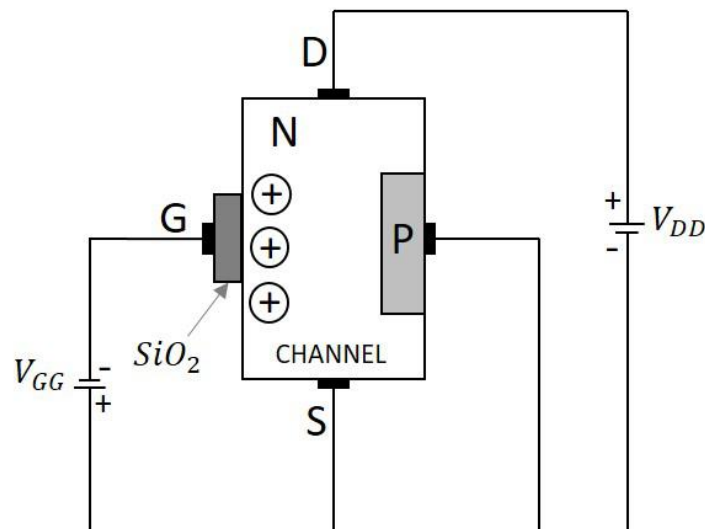 D
N
+
G
+
P
+
V_DD
-
+
+
SiO_2
CHANNEL
V_GG
-
+
S